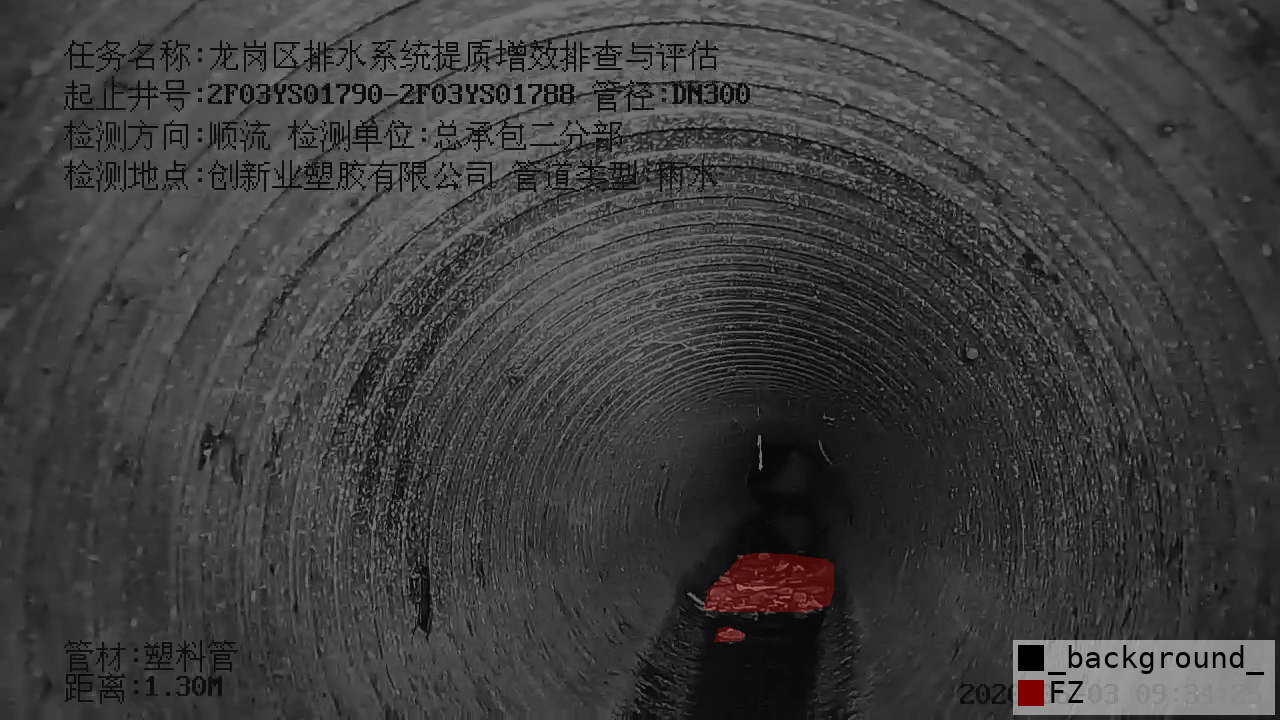 任务名称:龙岗区排水系统提质增效排查与评估
起止井号:2F03YS01790-2F03YS01788 管径:DN300
检测方向:顺流 检测单位:总承包二分部
检测地点:创新业塑胶有限公司 管道类型:雨水
管材:塑料管
距离:1.30M
_background_
FZ